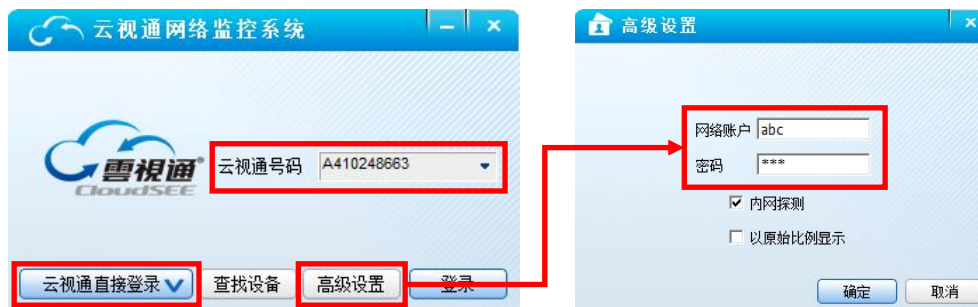 云视通网络监控系统
雲視通®
CloudSEE
云视通号码 A410248663
云视通直接登录 查找设备 高级设置 登录
高级设置
网络账户 abc
密码 ***
内网探测
以原始比例显示
确定 取消